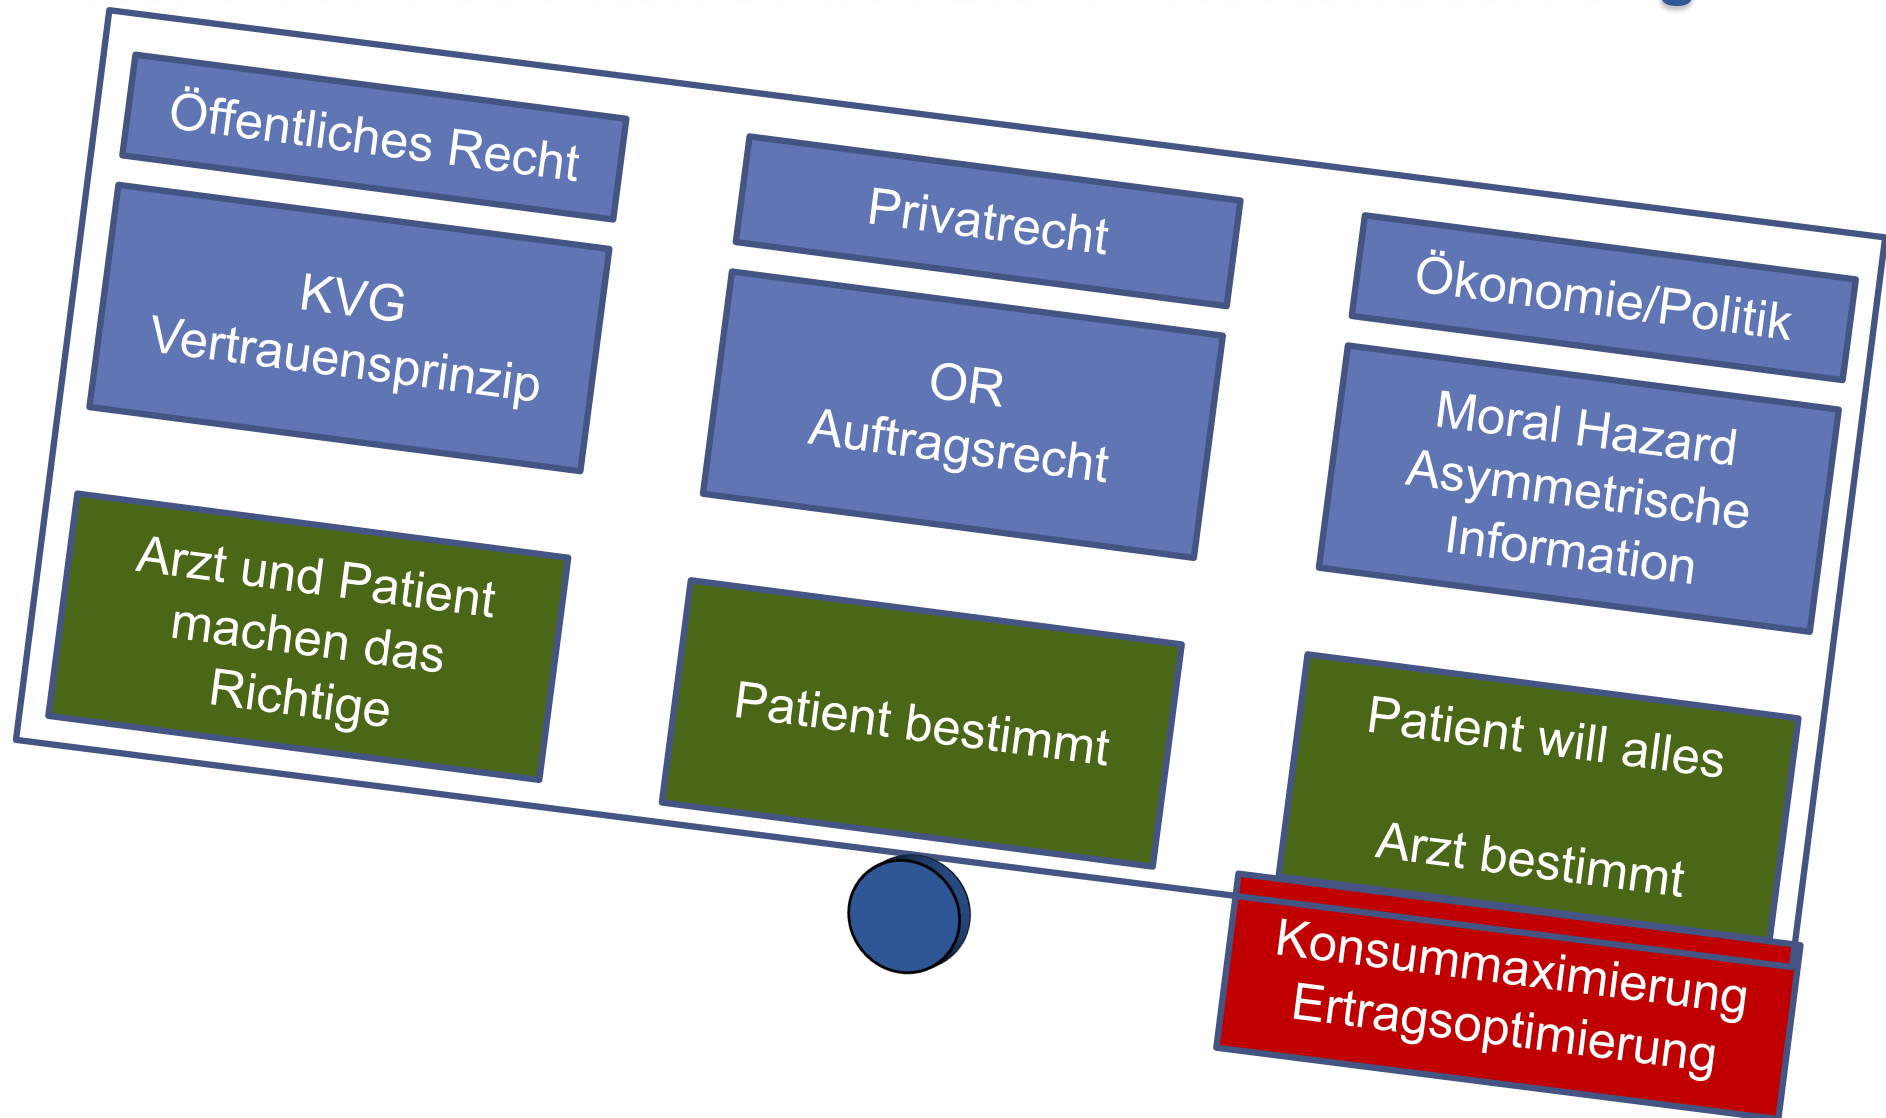 Öffentliches Recht
KVG
Vertrauensprinzip
Arzt und Patient
machen das
Richtige
Privatrecht
OR
Auftragsrecht
Patient bestimmt
Ökonomie/Politik
Moral Hazard
Asymmetrische
Information
Patient will alles
Arzt bestimmt
Konsummaximierung
Ertragsoptimierung